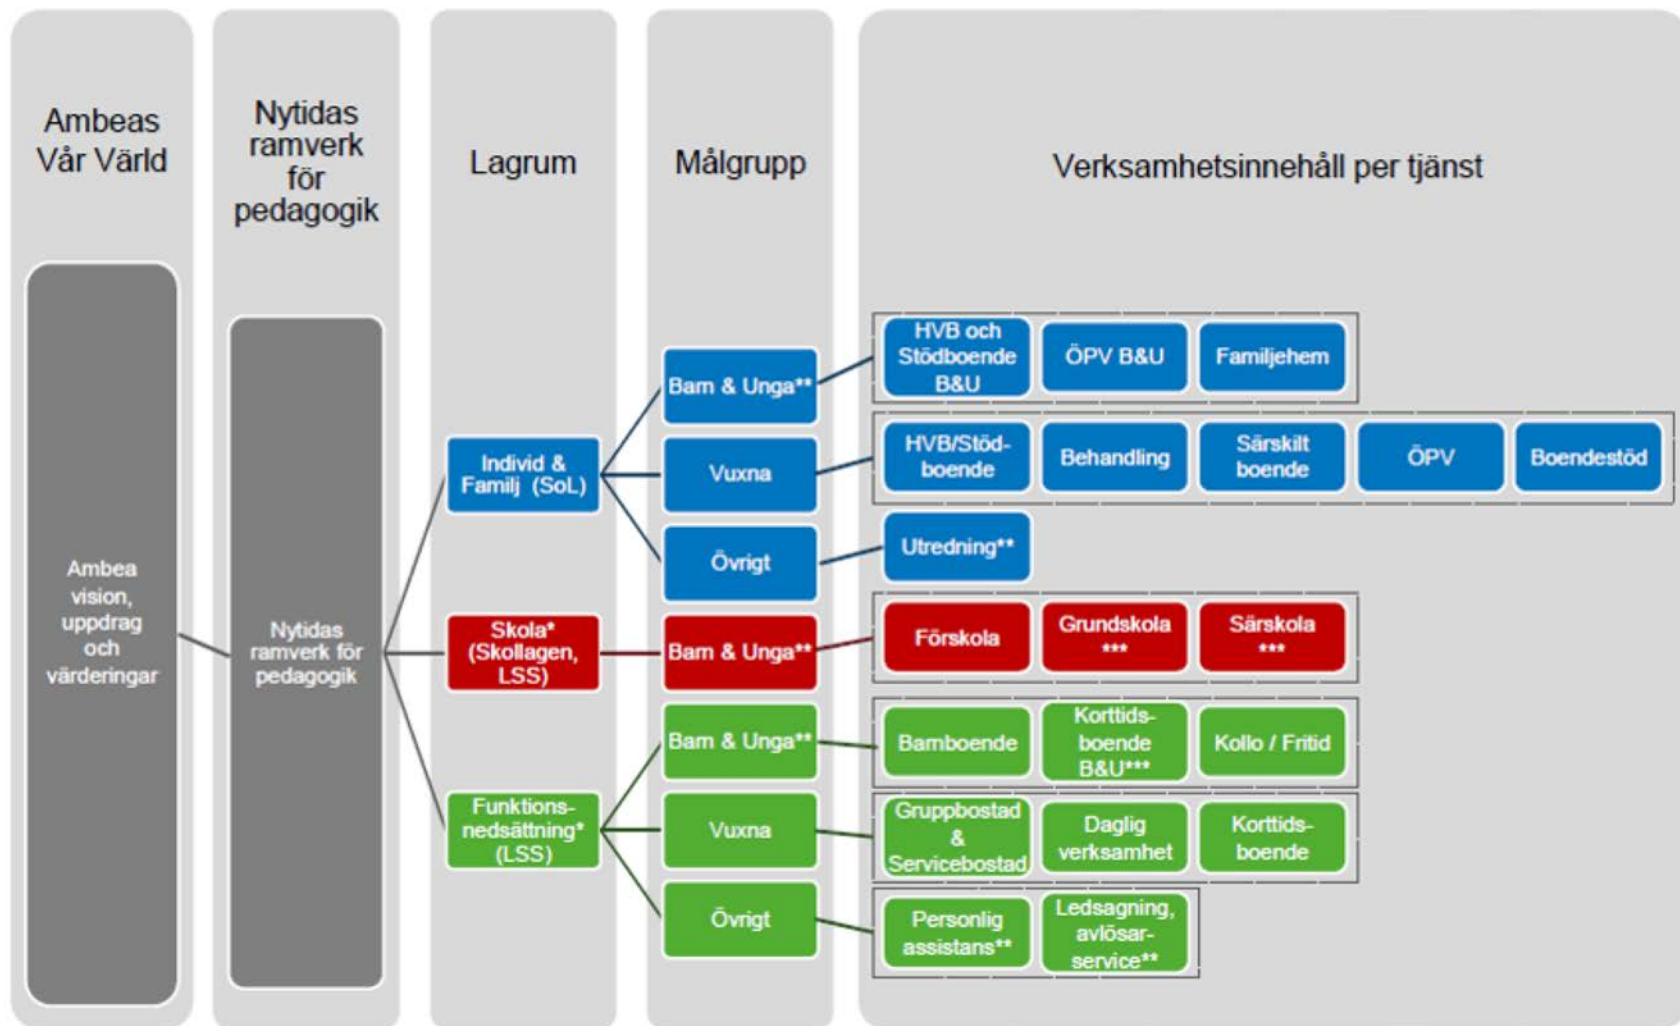 Ambeas
Vår Värld
Nytidas
ramverk
för
pedagogik
Lagrum
Målgrupp
Verksamhetsinnehåll per tjänst
Ambea
vision,
uppdrag
och
värderingar
Nytidas
ramverk för
pedagogik
Individ &
Familj (SoL)
Skola*
(Skollagen,
LSS)
Funktions-
nedsättning*
(LSS)
Barn & Unga**
Vuxna
Övrigt
Barn & Unga**
Barn & Unga**
Vuxna
Övrigt
HVB och
Stödboende
B&U
ÖPV B&U
Familjehem
HVB/Stöd-
boende
Behandling
Särskilt
boende
ÖPV
Boendestöd
Utredning**
Förskola
Grundskola
***
Särskola
***
Barnboende
Korttids-
boende
B&U***
Kollo / Fritid
Gruppbostad
&
Servicebostad
Daglig
verksamhet
Korttids-
boende
Personlig
assistans**
Ledsagning,
avlösar-
service**